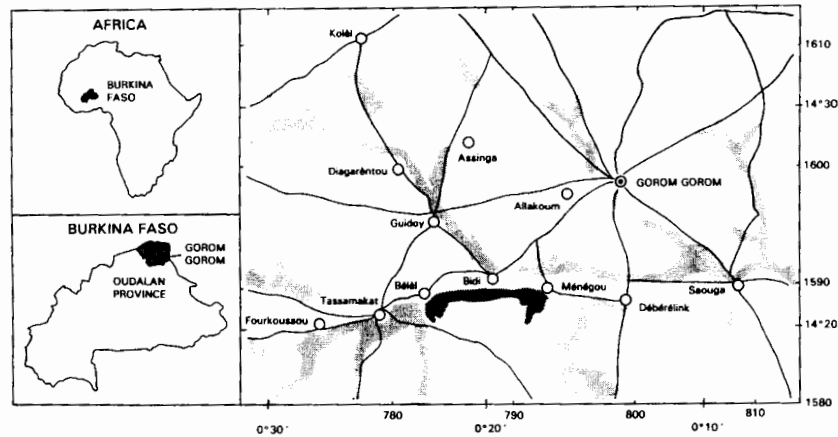 AFRICA
BURKINA
FASO
BURKINA FASO
GOROM
GOROM
OUDALAN
PROVINCE
Kolèl
1610
14°30
Assinga
1600
Diagarèntou
GOROM GOROM
Allakoum
Guidoy
Bidi
1590
Bèlèl
Ménégou
Saouga
Tassamakat
Débérélink
Fourkoussou
14°20
1580
0°30'
780
0°20
790
800
0°10'
810